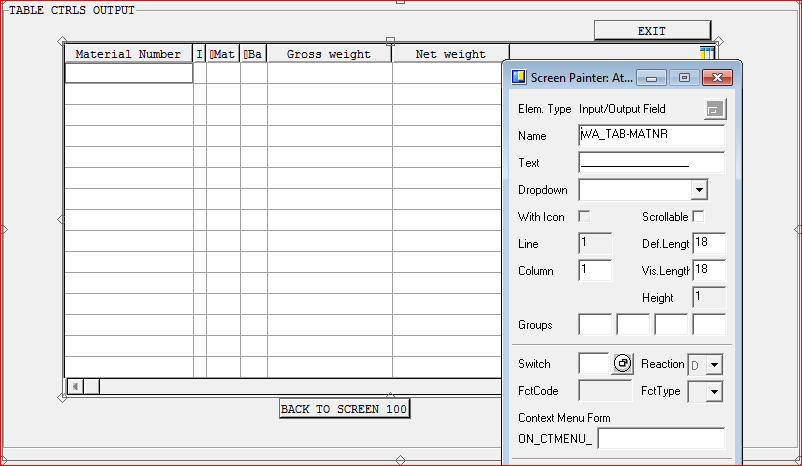 TABLE CTRLS OUTPUT
EXIT
Material Number I ▯Mat ▯Ba Gross weight Net weight
Screen Painter: At...
Elem. Type Input/Output Field
Name WA_TAB-MATNR
Text __________________
Dropdown
With Icon Scrollable
Line 1 Def.Lengt 18
Column 1 Vis.Length 18
Height 1
Groups
Switch Reaction D
FctCode FctType
Context Menu Form
ON_CTMENU_
BACK TO SCREEN 100